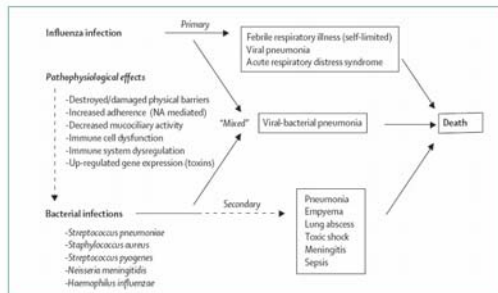 Influenza infection
Primary
Febrile respiratory illness (self-limited)
Viral pneumonia
Acute respiratory distress syndrome
Pathophysiological effects
-Destroyed/damaged physical barriers
-Increased adherence (NA mediated)
-Decreased mucociliary activity
-Immune cell dysfunction
-Immune system dysregulation
-Up-regulated gene expression (toxins)
"Mixed"
Viral-bacterial pneumonia
Death
Bacterial infections
Secondary
-Streptococcus pneumoniae
-Staphylococcus aureus
-Streptococcus pyogenes
-Neisseria meningitidis
-Haemophilus influenzae
Pneumonia
Empyema
Lung abscess
Toxic shock
Meningitis
Sepsis